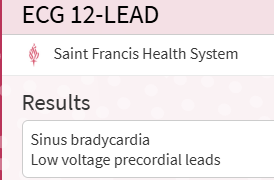 ECG 12-LEAD
Saint Francis Health System
Results
Sinus bradycardia
Low voltage precordial leads